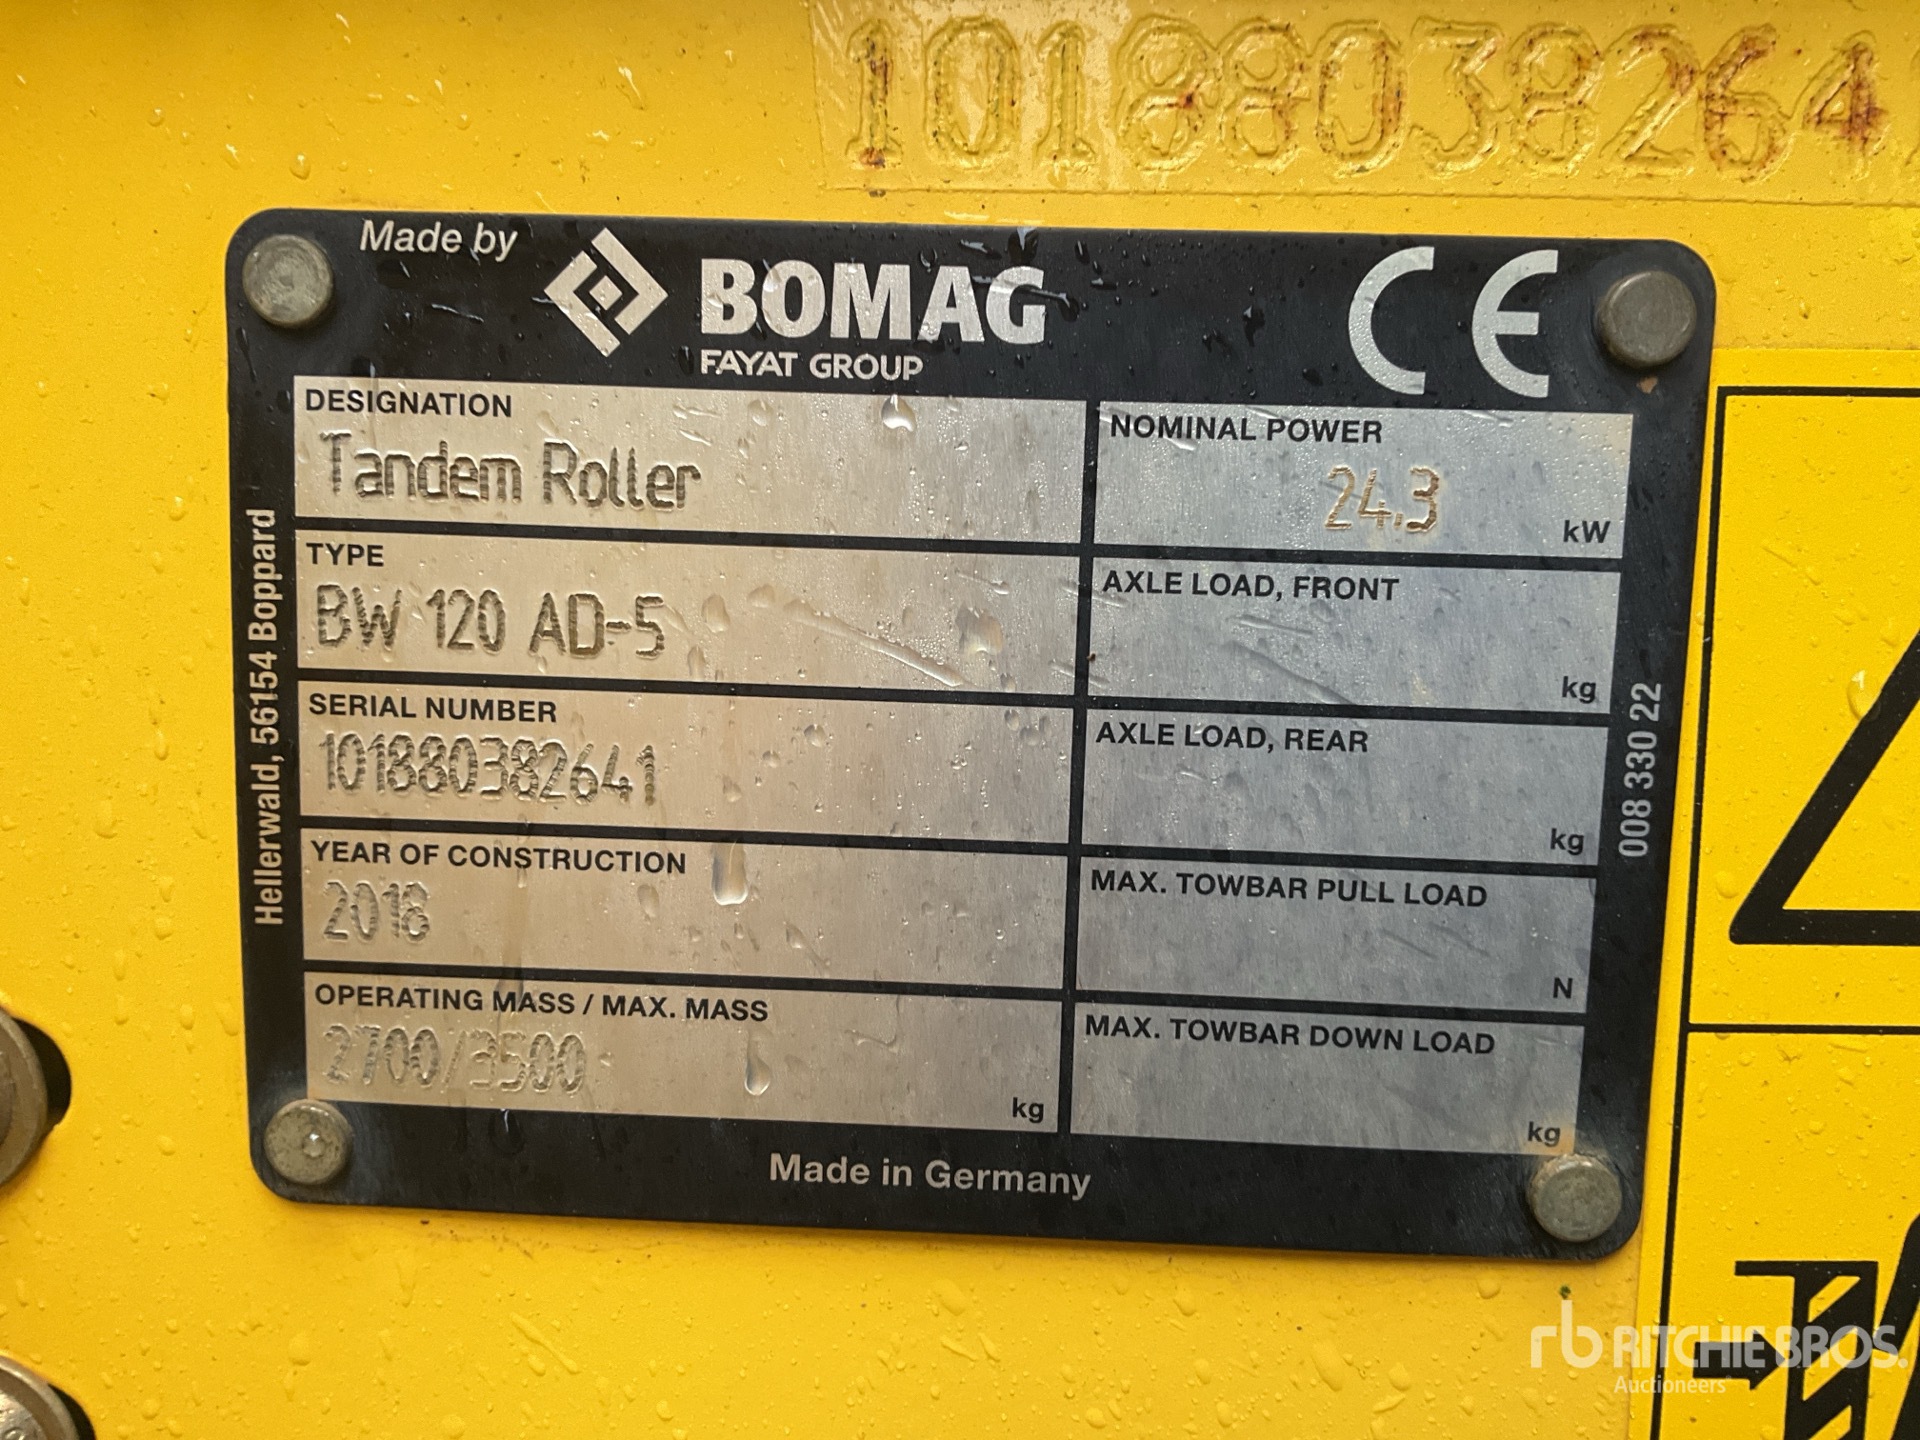 10188038264
Made by
BOMAG
FAYAT GROUP
CE
DESIGNATION
Tandem Roller
NOMINAL POWER
24.3
kW
TYPE
BW 120 AD-5
AXLE LOAD, FRONT
kg
SERIAL NUMBER
101880382641
AXLE LOAD, REAR
kg
YEAR OF CONSTRUCTION
2018
MAX. TOWBAR PULL LOAD
N
OPERATING MASS / MAX. MASS
2700/3500
kg
MAX. TOWBAR DOWN LOAD
kg
Made in Germany
Hellerwald, 56154 Boppard
008 330 22
rb RITCHIE BROS.
Auctioneers